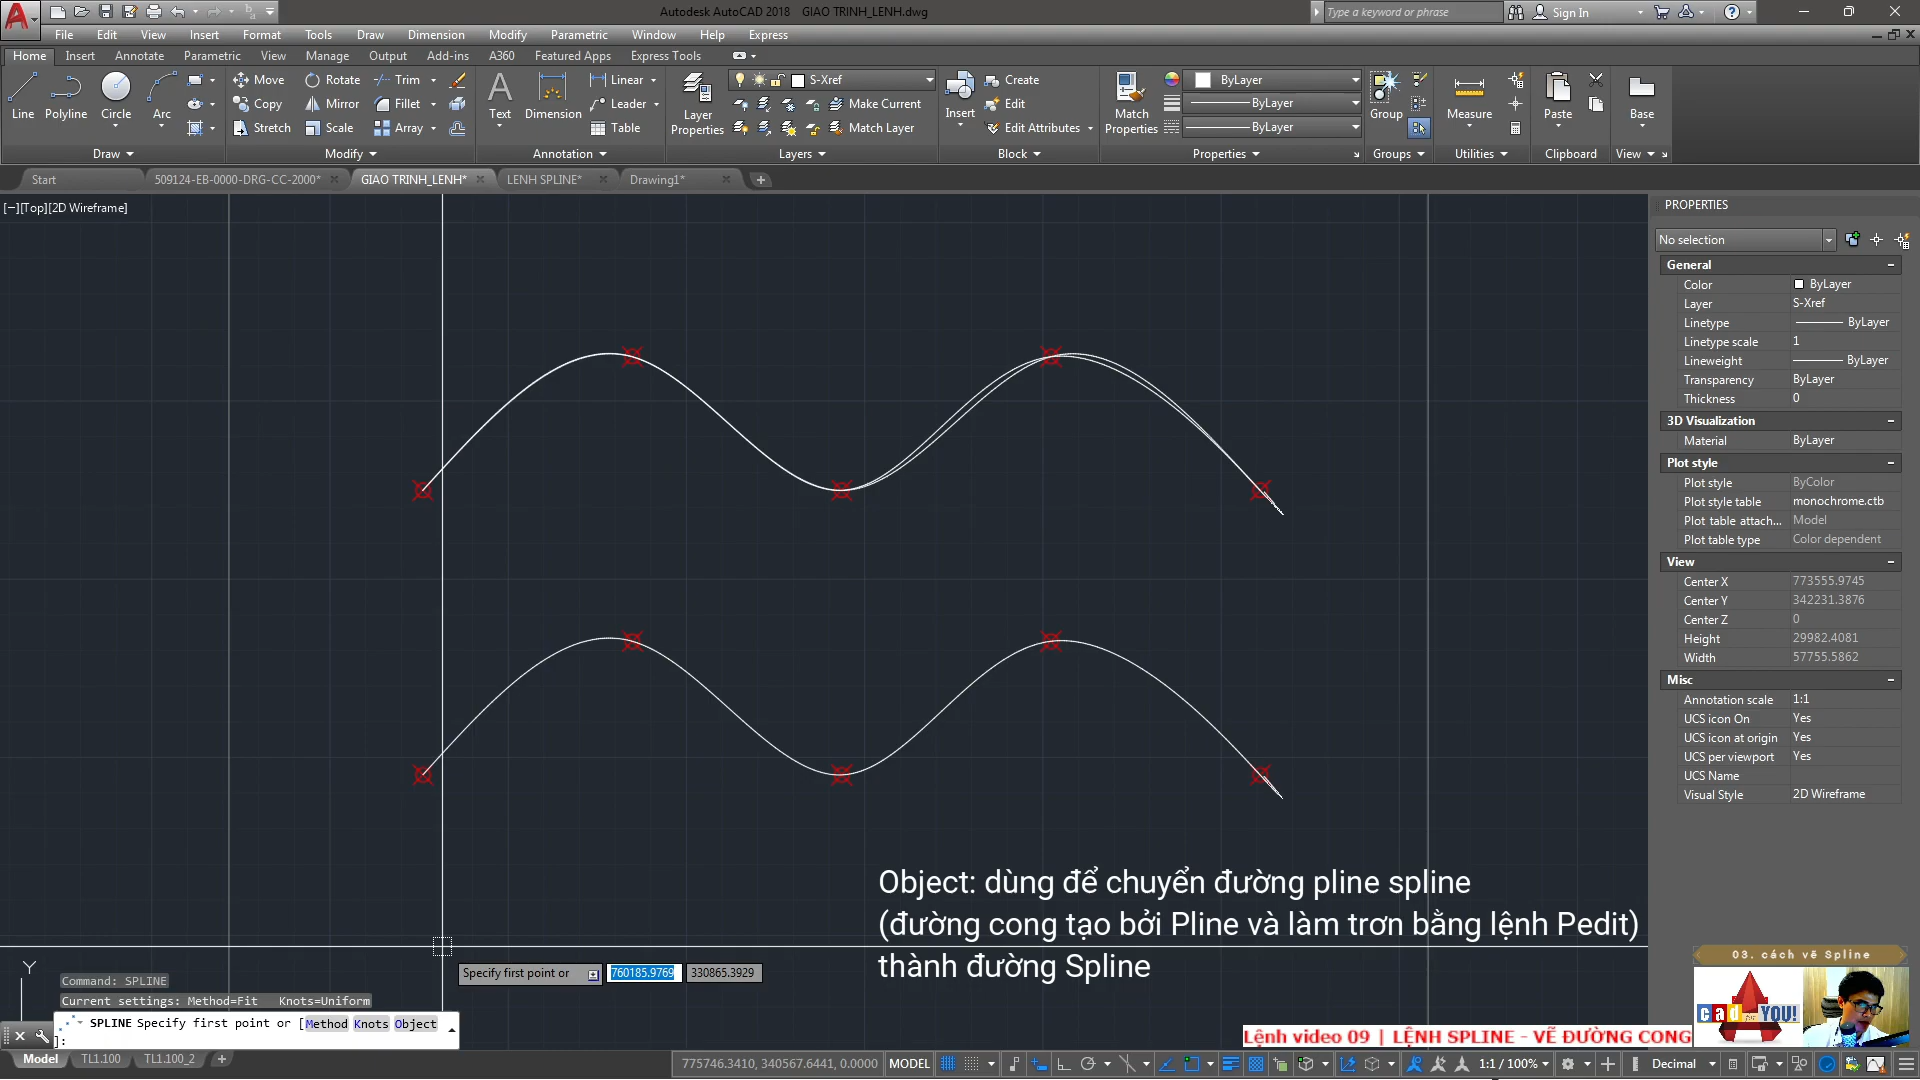 Autodesk AutoCAD 2018 GIAO TRINH_LENH.dwg
Type a keyword or phrase
Sign In
File Edit View Insert Format Tools Draw Dimension Modify Parametric Window Help Express
Home Insert Annotate Parametric View Manage Output Add-ins A360 Featured Apps Express Tools
Line Polyline Circle Arc
Move Rotate Trim
Copy Mirror Fillet
Stretch Scale Array
Text Dimension
Linear
Leader
Table
Layer Properties
S-Xref
Make Current
Match Layer
Insert
Create
Edit
Edit Attributes
Match Properties
ByLayer
ByLayer
ByLayer
Group
Measure
Paste
Base
Draw Modify Annotation Layers Block Properties Groups Utilities Clipboard View
Start 509124-EB-0000-DRG-CC-2000* GIAO TRINH_LENH* LENH SPLINE* Drawing1*
[−][Top][2D Wireframe]
PROPERTIES
No selection
General
Color ByLayer
Layer S-Xref
Linetype ByLayer
Linetype scale 1
Lineweight ByLayer
Transparency ByLayer
Thickness 0
3D Visualization
Material ByLayer
Plot style
Plot style ByColor
Plot style table monochrome.ctb
Plot table attach... Model
Plot table type Color dependent
View
Center X 773555.9745
Center Y 342231.3876
Center Z 0
Height 29982.4081
Width 57755.5862
Misc
Annotation scale 1:1
UCS icon On Yes
UCS icon at origin Yes
UCS per viewport Yes
UCS Name
Visual Style 2D Wireframe
Object: dùng để chuyển đường pline spline
(đường cong tạo bởi Pline và làm trơn bằng lệnh Pedit)
thành đường Spline
Y
Specify first point or 760185.9769 330865.3929
Command: SPLINE
Current settings: Method=Fit Knots=Uniform
SPLINE Specify first point or [Method Knots Object
]:
03. cách vẽ Spline
cad YOU!
Lệnh video 09 | LỆNH SPLINE - VẼ ĐƯỜNG CONG
Model TL1.100 TL1.100_2
775746.3410, 340567.6441, 0.0000 MODEL 1:1 / 100% Decimal